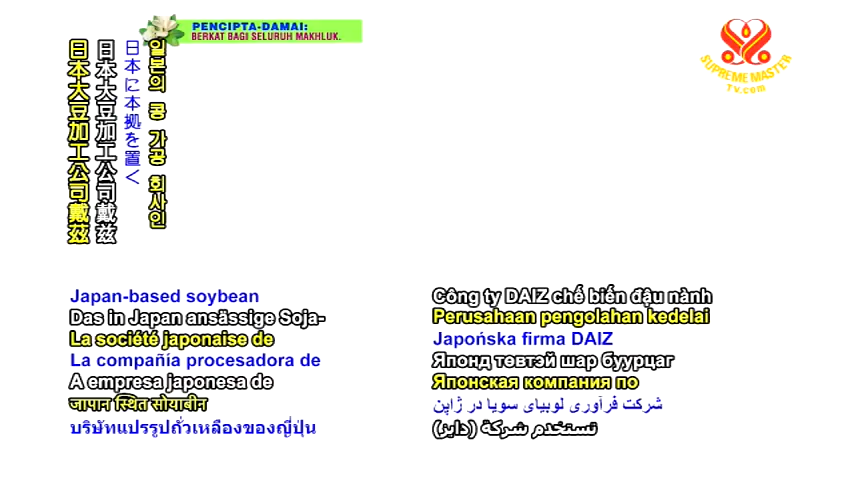 PENCIPTA-DAMAI:
BERKAT BAGI SELURUH MAKHLUK.
SUPREME MASTER
Tv.com
日本大豆加工公司戴茲
日本大豆加工公司戴兹
日本に本拠を置く
일본의 콩 가공 회사인
Japan-based soybean
Das in Japan ansässige Soja-
La société japonaise de
La compañía procesadora de
A empresa japonesa de
जापान स्थित सोयाबीन
บริษัทแปรรูปถั่วเหลืองของญี่ปุ่น
Công ty DAIZ chế biến đậu nành
Perusahaan pengolahan kedelai
Japońska firma DAIZ
Японд төвтэй шар буурцаг
Японская компания по
شرکت فرآوری لوبیای سویا در ژاپن
تستخدم شركة (دايز)